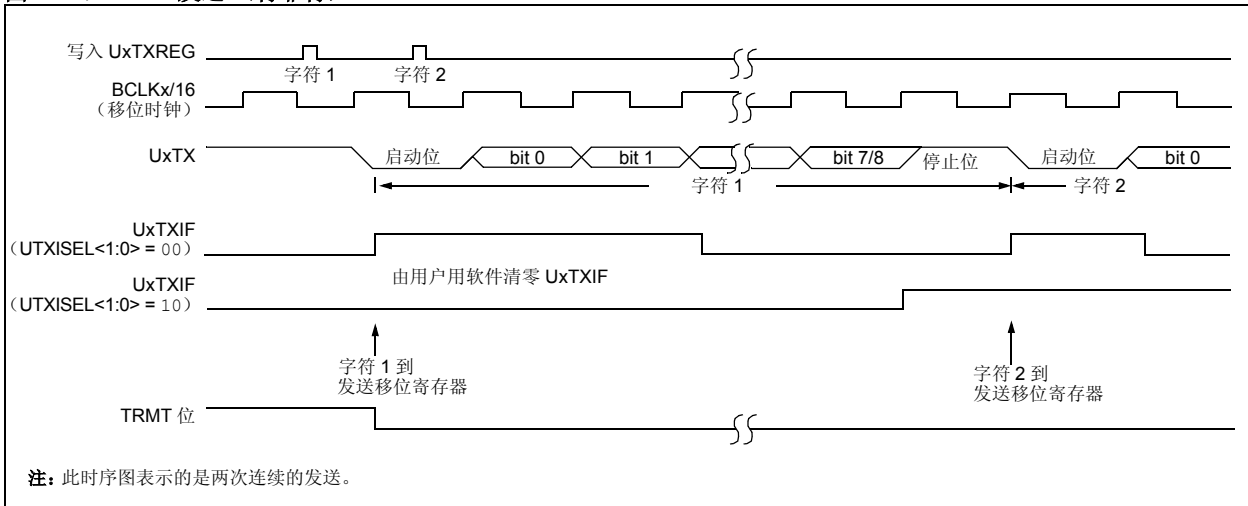 写入 UxTXREG
字符 1
字符 2
BCLKx/16
（移位时钟）
UxTX
启动位
bit 0
bit 1
bit 7/8
停止位
启动位
bit 0
字符 1
字符 2
UxTXIF
（UTXISEL<1:0> = 00）
由用户用软件清零 UxTXIF
UxTXIF
（UTXISEL<1:0> = 10）
字符 1 到
发送移位寄存器
字符 2 到
发送移位寄存器
TRMT 位
注：此时序图表示的是两次连续的发送。